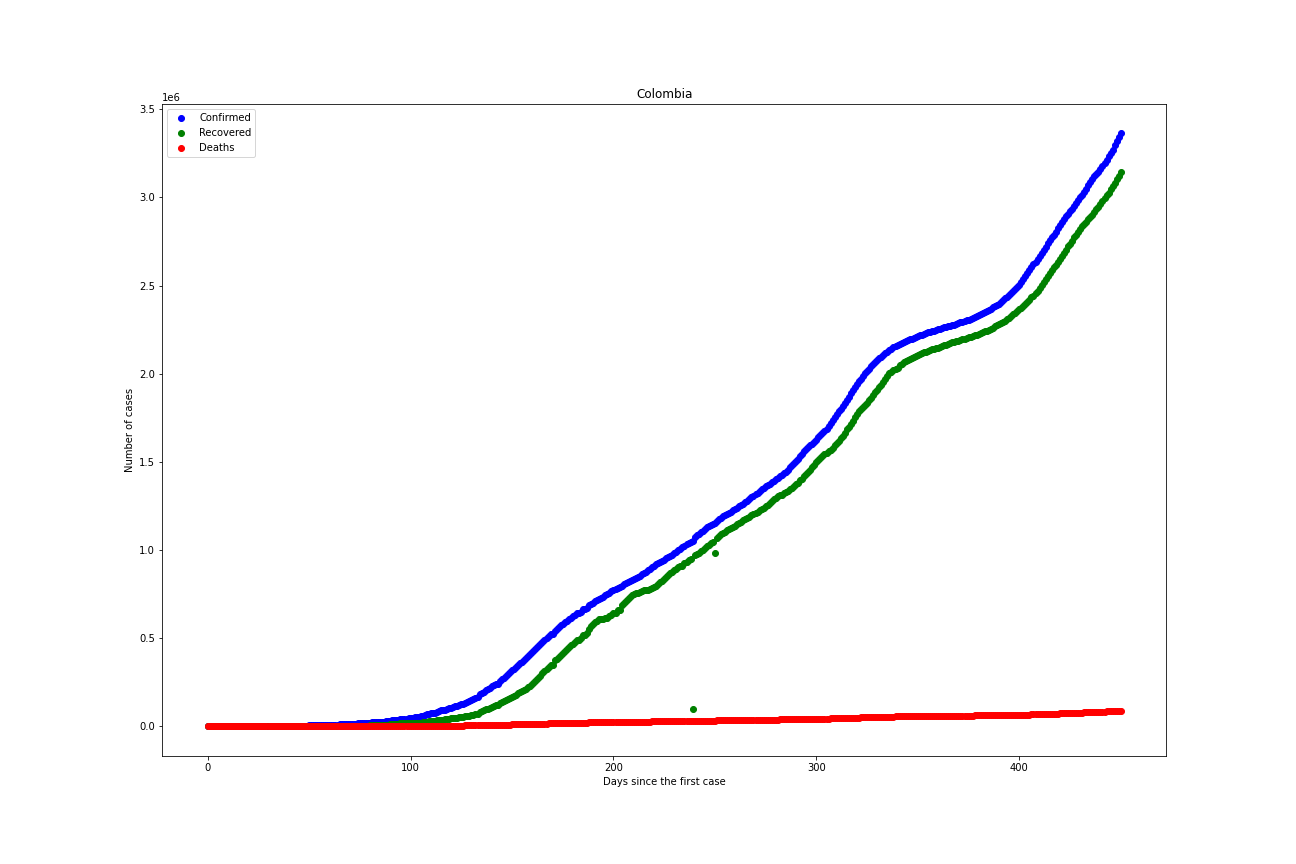 Colombia
1e6
3.5
3.0
2.5
2.0
1.5
1.0
0.5
0.0
Number of cases
Confirmed
Recovered
Deaths
0 100 200 300 400
Days since the first case